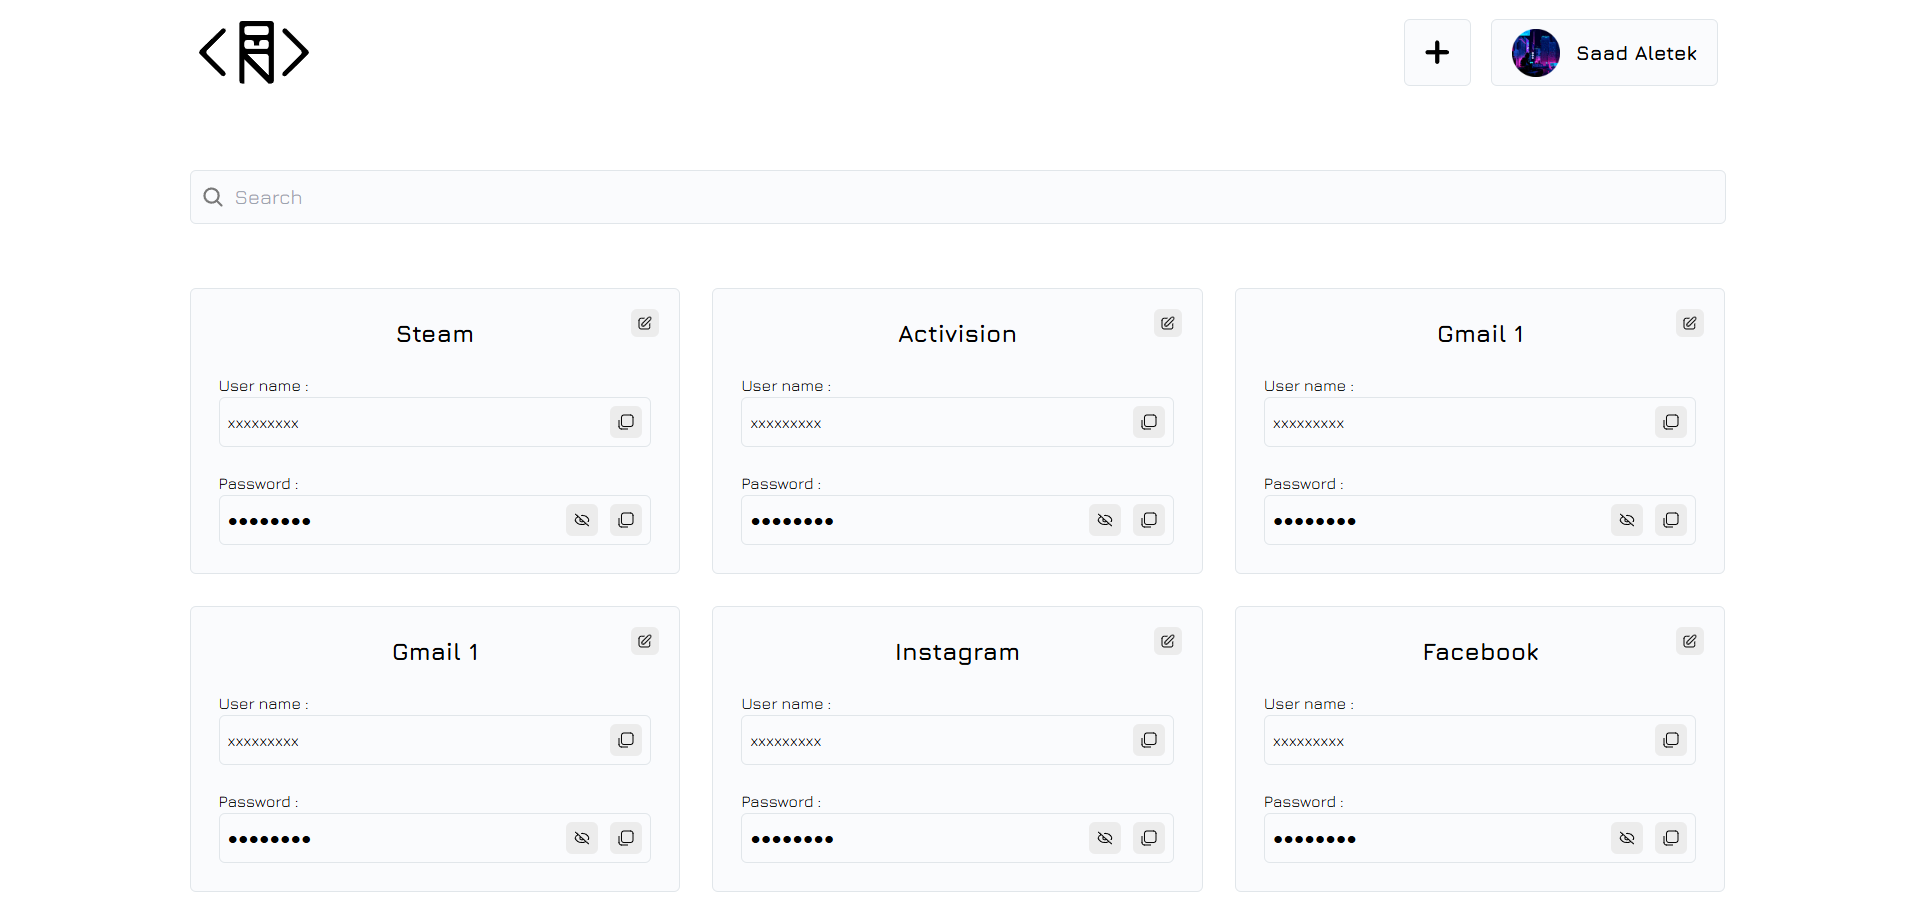 Saad Aletek
Search
Steam
User name :
xxxxxxxxx
Password :
••••••••
Activision
User name :
xxxxxxxxx
Password :
••••••••
Gmail 1
User name :
xxxxxxxxx
Password :
••••••••
Gmail 1
User name :
xxxxxxxxx
Password :
••••••••
Instagram
User name :
xxxxxxxxx
Password :
••••••••
Facebook
User name :
xxxxxxxxx
Password :
••••••••